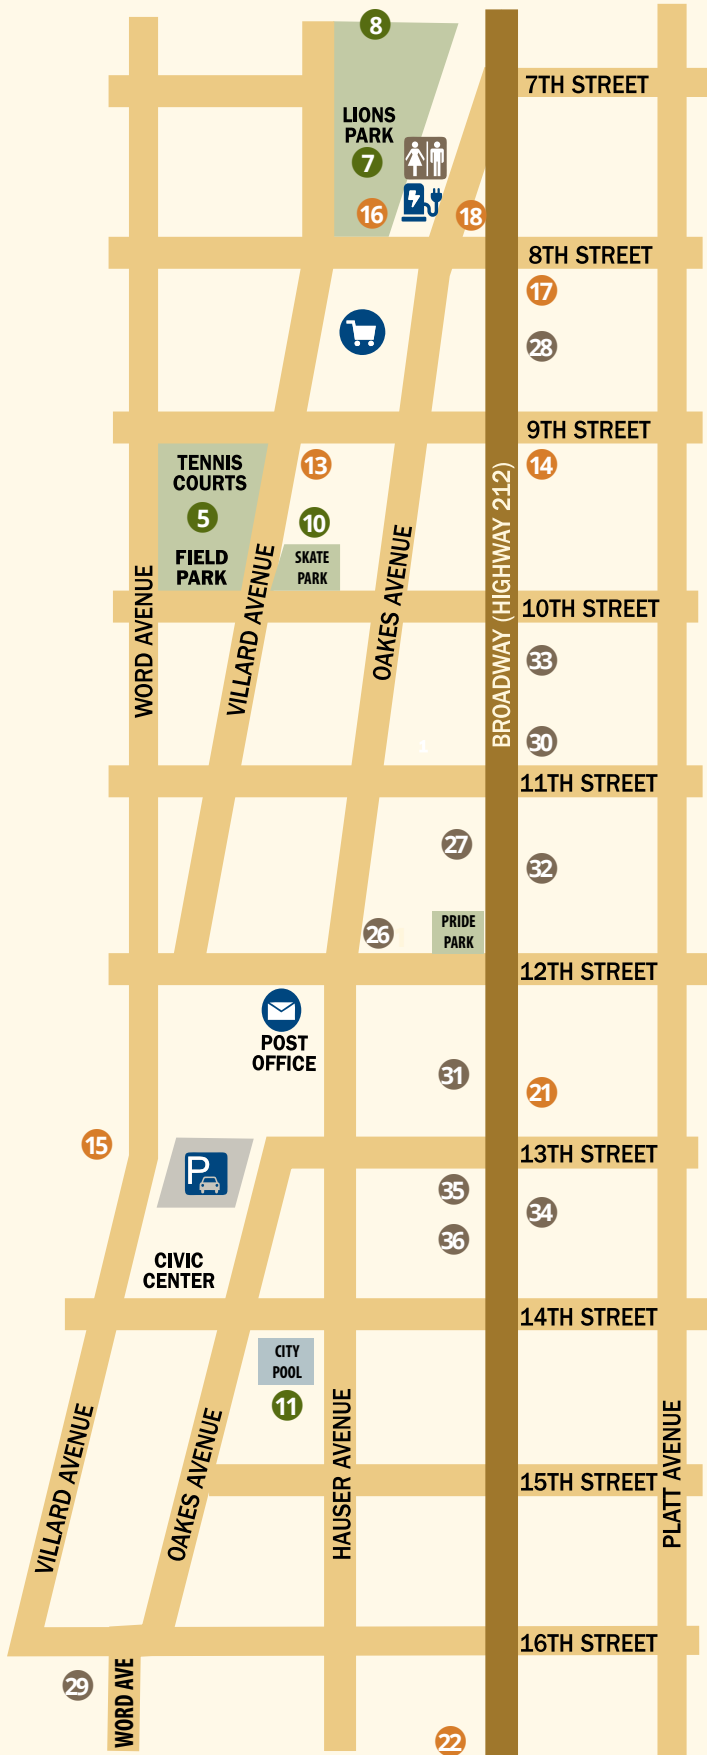 8
7TH STREET
LIONS
PARK
7
16
18
8TH STREET
17
28
9TH STREET
TENNIS
COURTS
13
14
5
10
FIELD
PARK
SKATE
PARK
WORD AVENUE
VILLARD AVENUE
OAKES AVENUE
BROADWAY (HIGHWAY 212)
10TH STREET
33
1
30
11TH STREET
27
32
26
PRIDE
PARK
12TH STREET
POST
OFFICE
31
21
15
P
13TH STREET
35
34
36
CIVIC
CENTER
14TH STREET
CITY
POOL
11
VILLARD AVENUE
OAKES AVENUE
HAUSER AVENUE
PLATT AVENUE
15TH STREET
16TH STREET
29
WORD AVE
22